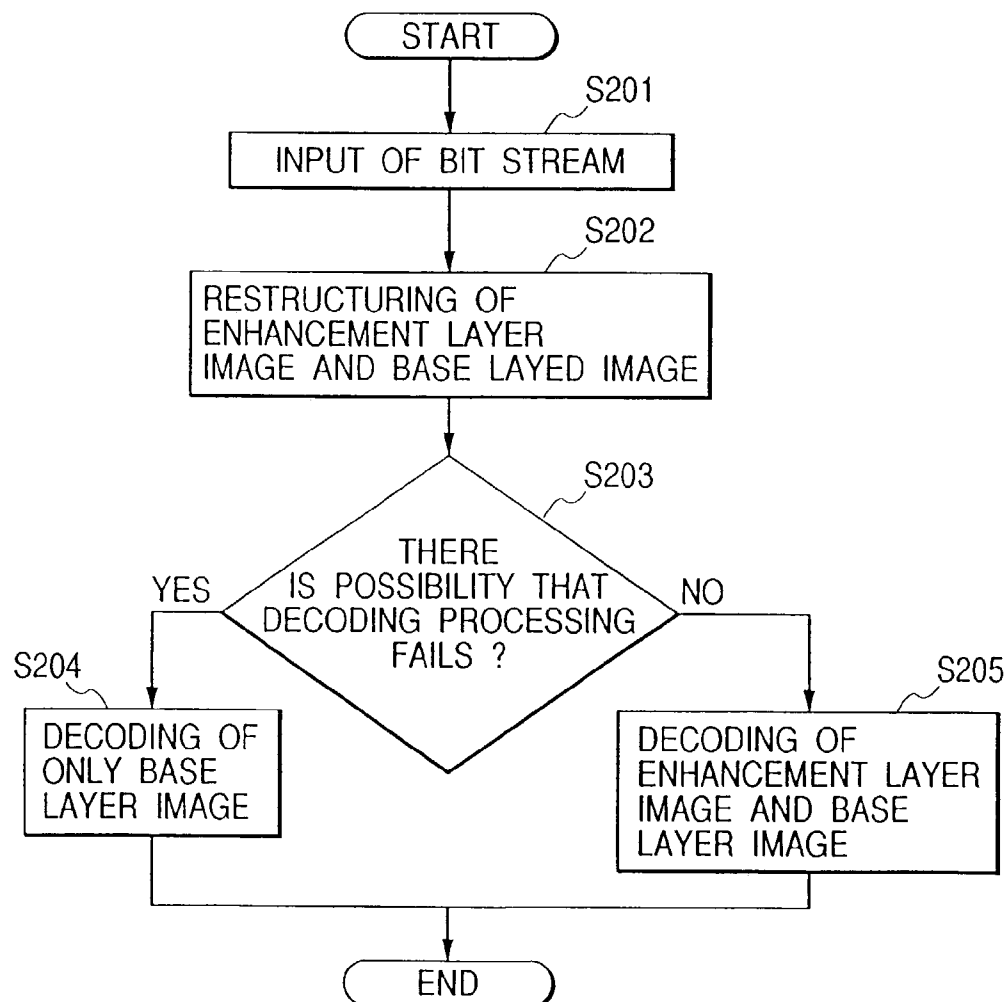 START
S201
INPUT OF BIT STREAM
S202
RESTRUCTURING OF
ENHANCEMENT LAYER
IMAGE AND BASE LAYED IMAGE
S203
THERE
IS POSSIBILITY THAT
DECODING PROCESSING
FAILS ?
YES
NO
S204
DECODING OF
ONLY BASE
LAYER IMAGE
S205
DECODING OF
ENHANCEMENT LAYER
IMAGE AND BASE
LAYER IMAGE
END